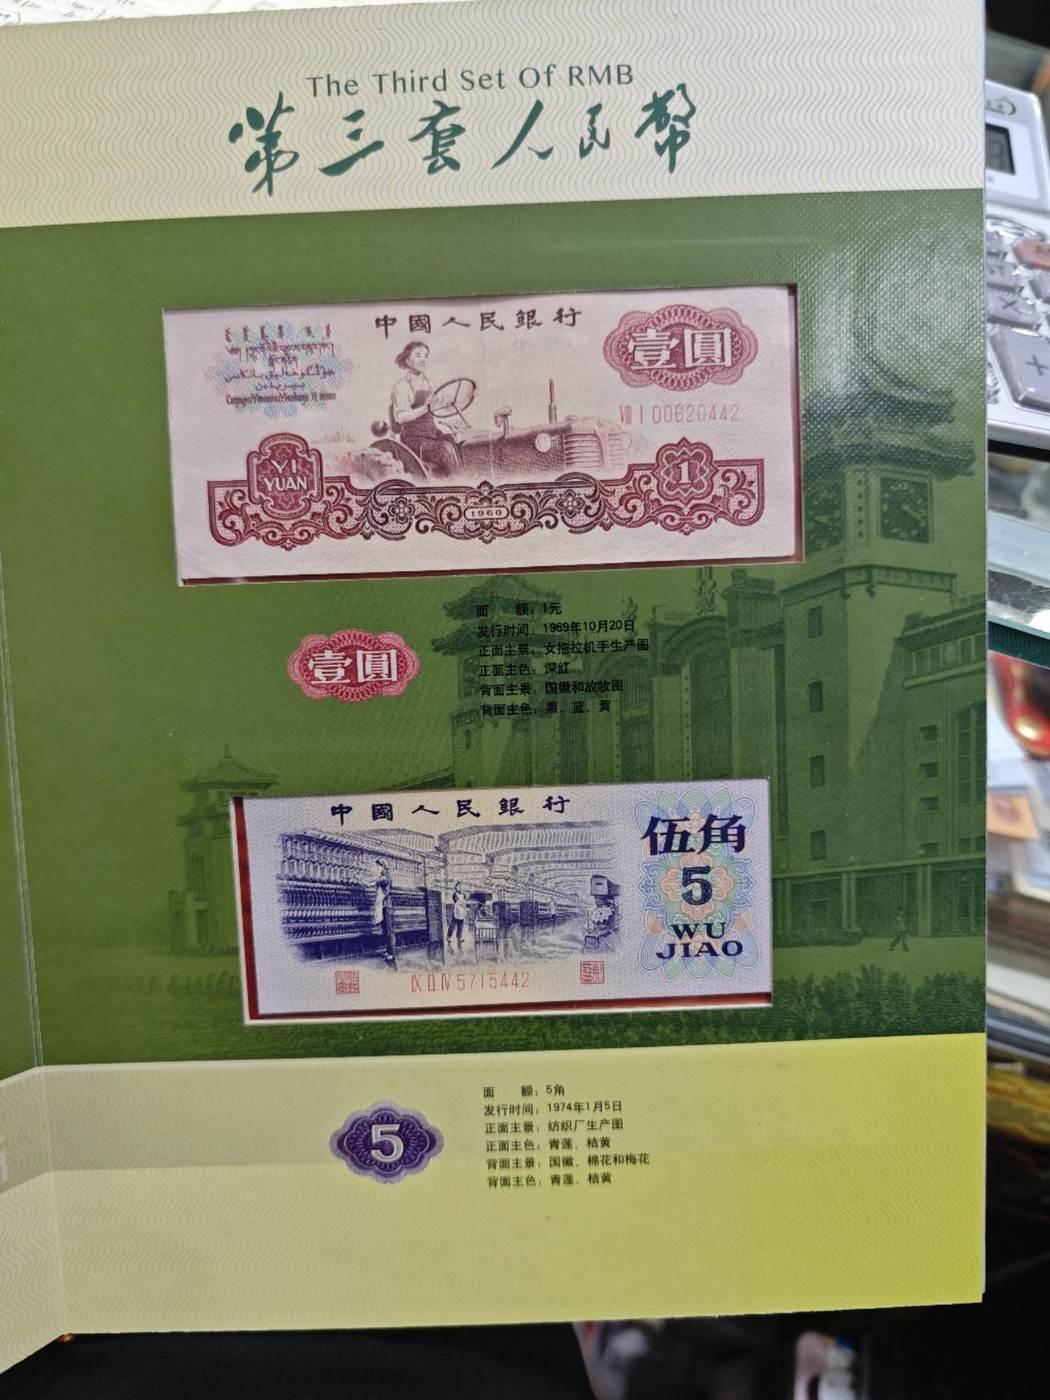 The Third Set Of RMB
第三套人民幣
中國人民銀行
壹圓
Ⅷ Ⅰ 00620442
YI
YUAN
1
1960
面 额：1元
发行时间：1969年10月20日
正面主景：女拖拉机手生产图
正面主色：深红
背面主景：国徽和放牧图
背面主色：黑、蓝、黄
壹圓
中國人民銀行
伍角
5
WU
JIAO
Ⅸ Ⅱ Ⅳ 5715442
面 额：5角
发行时间：1974年1月5日
正面主景：纺织厂生产图
正面主色：青莲、桔黄
背面主景：国徽、棉花和梅花
背面主色：青莲、桔黄
5